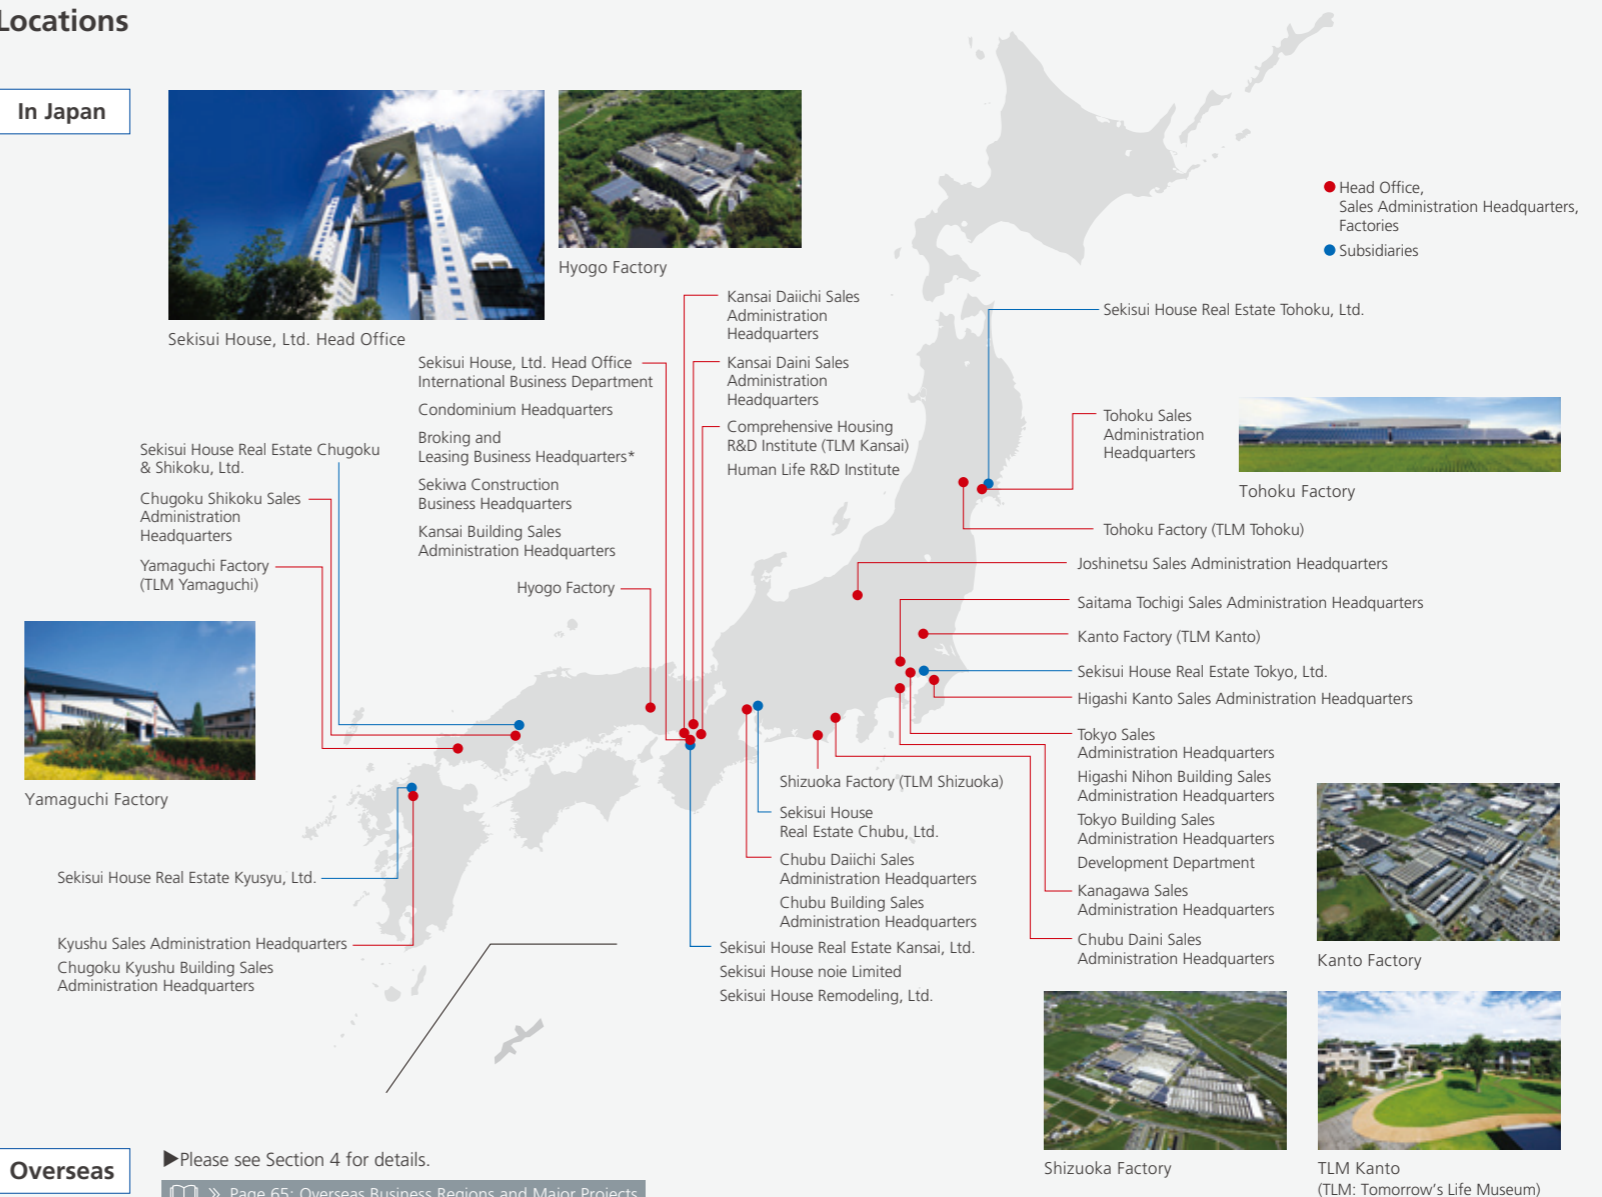 Locations
In Japan
Sekisui House, Ltd. Head Office
Hyogo Factory
Head Office,
Sales Administration Headquarters,
Factories
Subsidiaries
Kansai Daiichi Sales
Administration
Headquarters
Sekisui House, Ltd. Head Office
International Business Department
Condominium Headquarters
Broking and
Leasing Business Headquarters*
Sekiwa Construction
Business Headquarters
Kansai Building Sales
Administration Headquarters
Kansai Daini Sales
Administration
Headquarters
Comprehensive Housing
R&D Institute (TLM Kansai)
Human Life R&D Institute
Sekisui House Real Estate Tohoku, Ltd.
Tohoku Sales
Administration
Headquarters
Tohoku Factory
Tohoku Factory (TLM Tohoku)
Sekisui House Real Estate Chugoku
& Shikoku, Ltd.
Chugoku Shikoku Sales
Administration
Headquarters
Yamaguchi Factory
(TLM Yamaguchi)
Hyogo Factory
Yamaguchi Factory
Joshinetsu Sales Administration Headquarters
Saitama Tochigi Sales Administration Headquarters
Kanto Factory (TLM Kanto)
Sekisui House Real Estate Tokyo, Ltd.
Higashi Kanto Sales Administration Headquarters
Tokyo Sales
Administration Headquarters
Higashi Nihon Building Sales
Administration Headquarters
Tokyo Building Sales
Administration Headquarters
Development Department
Kanagawa Sales
Administration Headquarters
Chubu Daini Sales
Administration Headquarters
Kanto Factory
Shizuoka Factory (TLM Shizuoka)
Sekisui House
Real Estate Chubu, Ltd.
Chubu Daiichi Sales
Administration Headquarters
Chubu Building Sales
Administration Headquarters
Sekisui House Real Estate Kansai, Ltd.
Sekisui House noie Limited
Sekisui House Remodeling, Ltd.
Sekisui House Real Estate Kyusyu, Ltd.
Kyushu Sales Administration Headquarters
Chugoku Kyushu Building Sales
Administration Headquarters
Shizuoka Factory
TLM Kanto
(TLM: Tomorrow's Life Museum)
Overseas
▶Please see Section 4 for details.
» Page 65: Overseas Business Regions and Major Projects